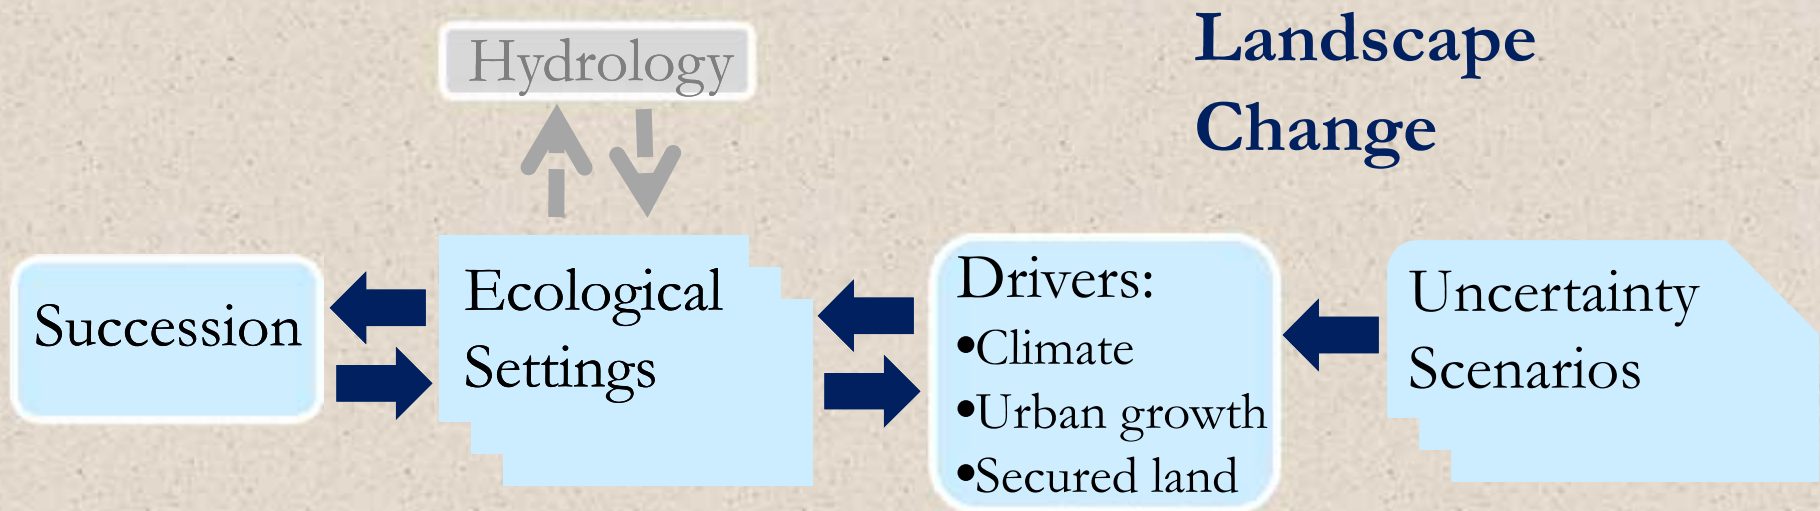 Landscape
Change
Hydrology
Succession
Ecological
Settings
Drivers:
•Climate
•Urban growth
•Secured land
Uncertainty
Scenarios